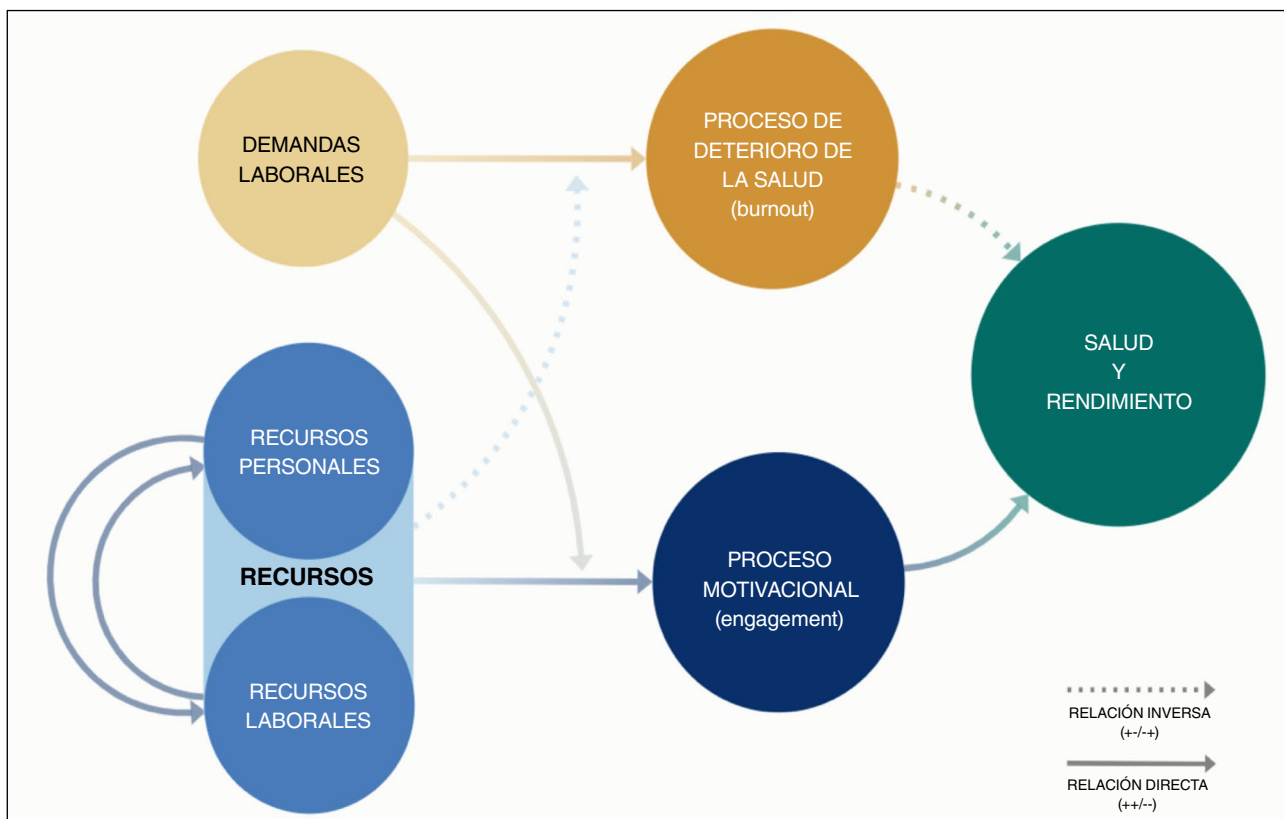 DEMANDAS
LABORALES
PROCESO DE
DETERIORO DE
LA SALUD
(burnout)
SALUD
Y
RENDIMIENTO
RECURSOS
PERSONALES
RECURSOS
RECURSOS
LABORALES
PROCESO
MOTIVACIONAL
(engagement)
RELACIÓN INVERSA
(+-/-+)
RELACIÓN DIRECTA
(++/--)